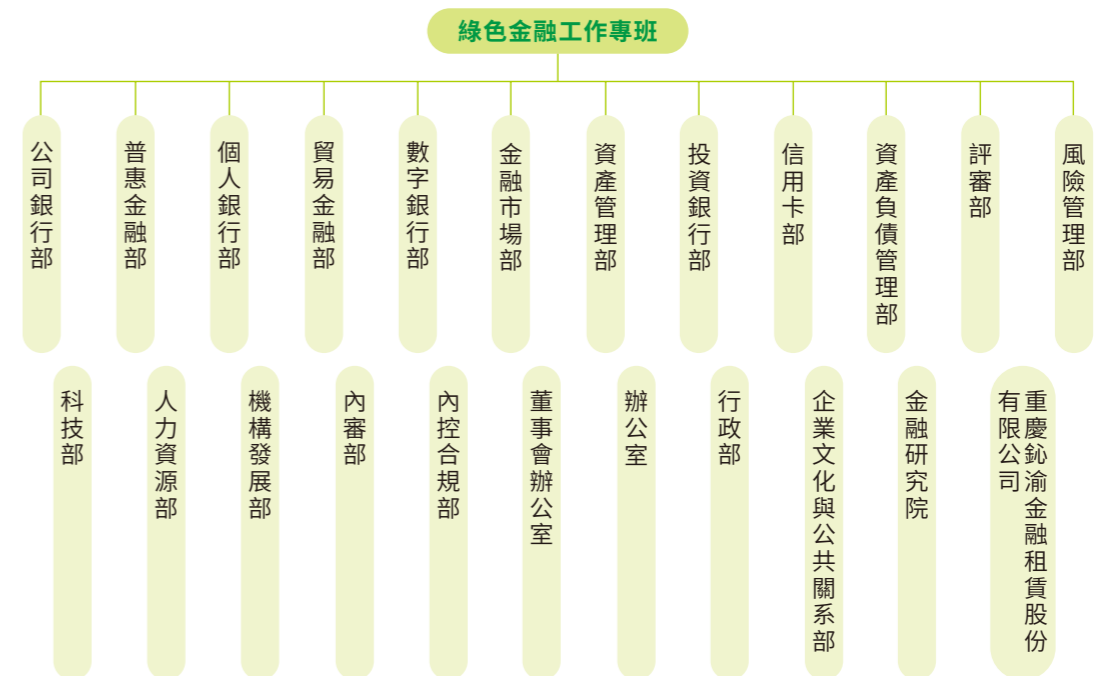 綠色金融工作專班
公司銀行部
普惠金融部
個人銀行部
貿易金融部
數字銀行部
金融市場部
資產管理部
投資銀行部
信用卡部
資產負債管理部
評審部
風險管理部
科技部
人力資源部
機構發展部
內審部
內控合規部
董事會辦公室
辦公室
行政部
企業文化與公共關系部
金融研究院
重慶鈊渝金融租賃股份
有限公司